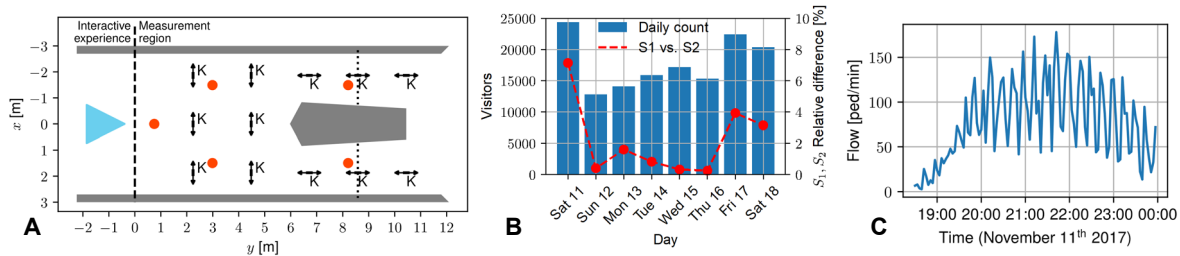 Interactive
experience
Measurement
region
−3
−2
−1
0
1
2
3
x [m]
K K K K K
K K
K K K K K
−2 −1 0 1 2 3 4 5 6 7 8 9 10 11 12
y [m]
A
25000
20000
15000
10000
5000
0
Visitors
Daily count
S1 vs. S2
10
8
6
4
2
0
S₁, S₂ Relative difference [%]
Sat 11
Sun 12
Mon 13
Tue 14
Wed 15
Thu 16
Fri 17
Sat 18
Day
B
150
100
50
0
Flow [ped/min]
19:00 20:00 21:00 22:00 23:00 00:00
Time (November 11ᵗʰ 2017)
C